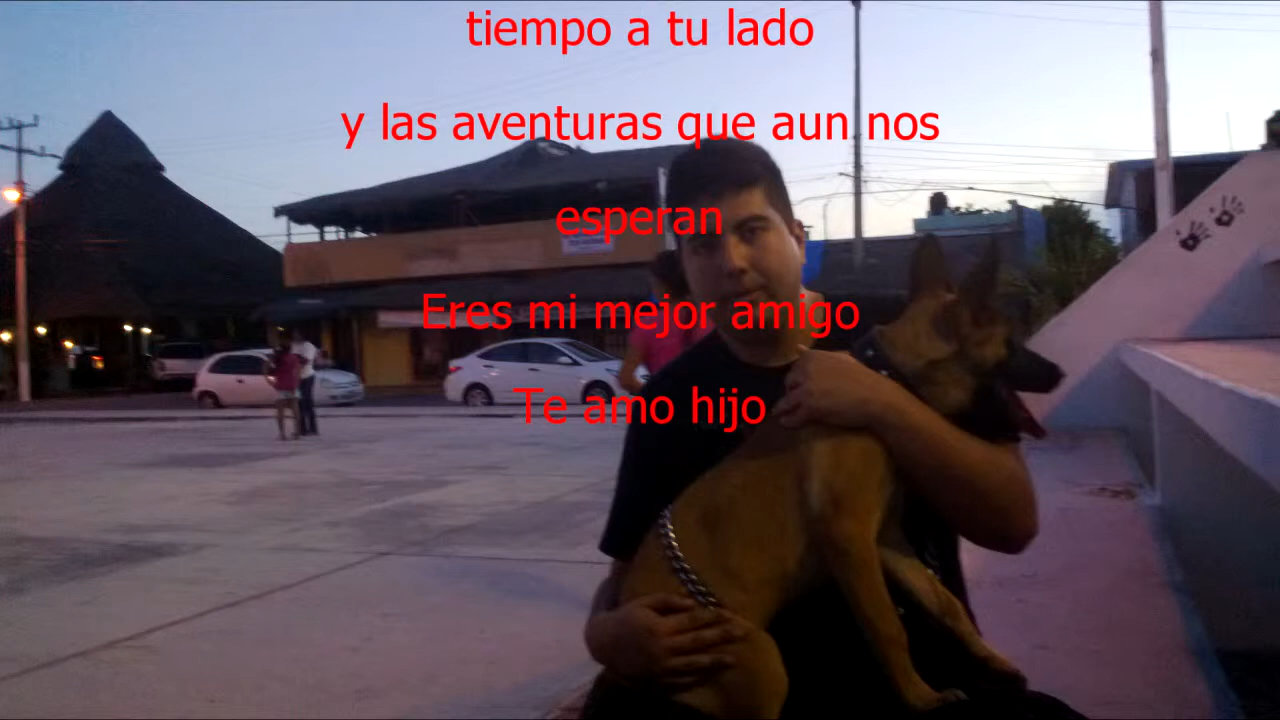 tiempo a tu lado
y las aventuras que aun nos
esperan
Eres mi mejor amigo
Te amo hijo